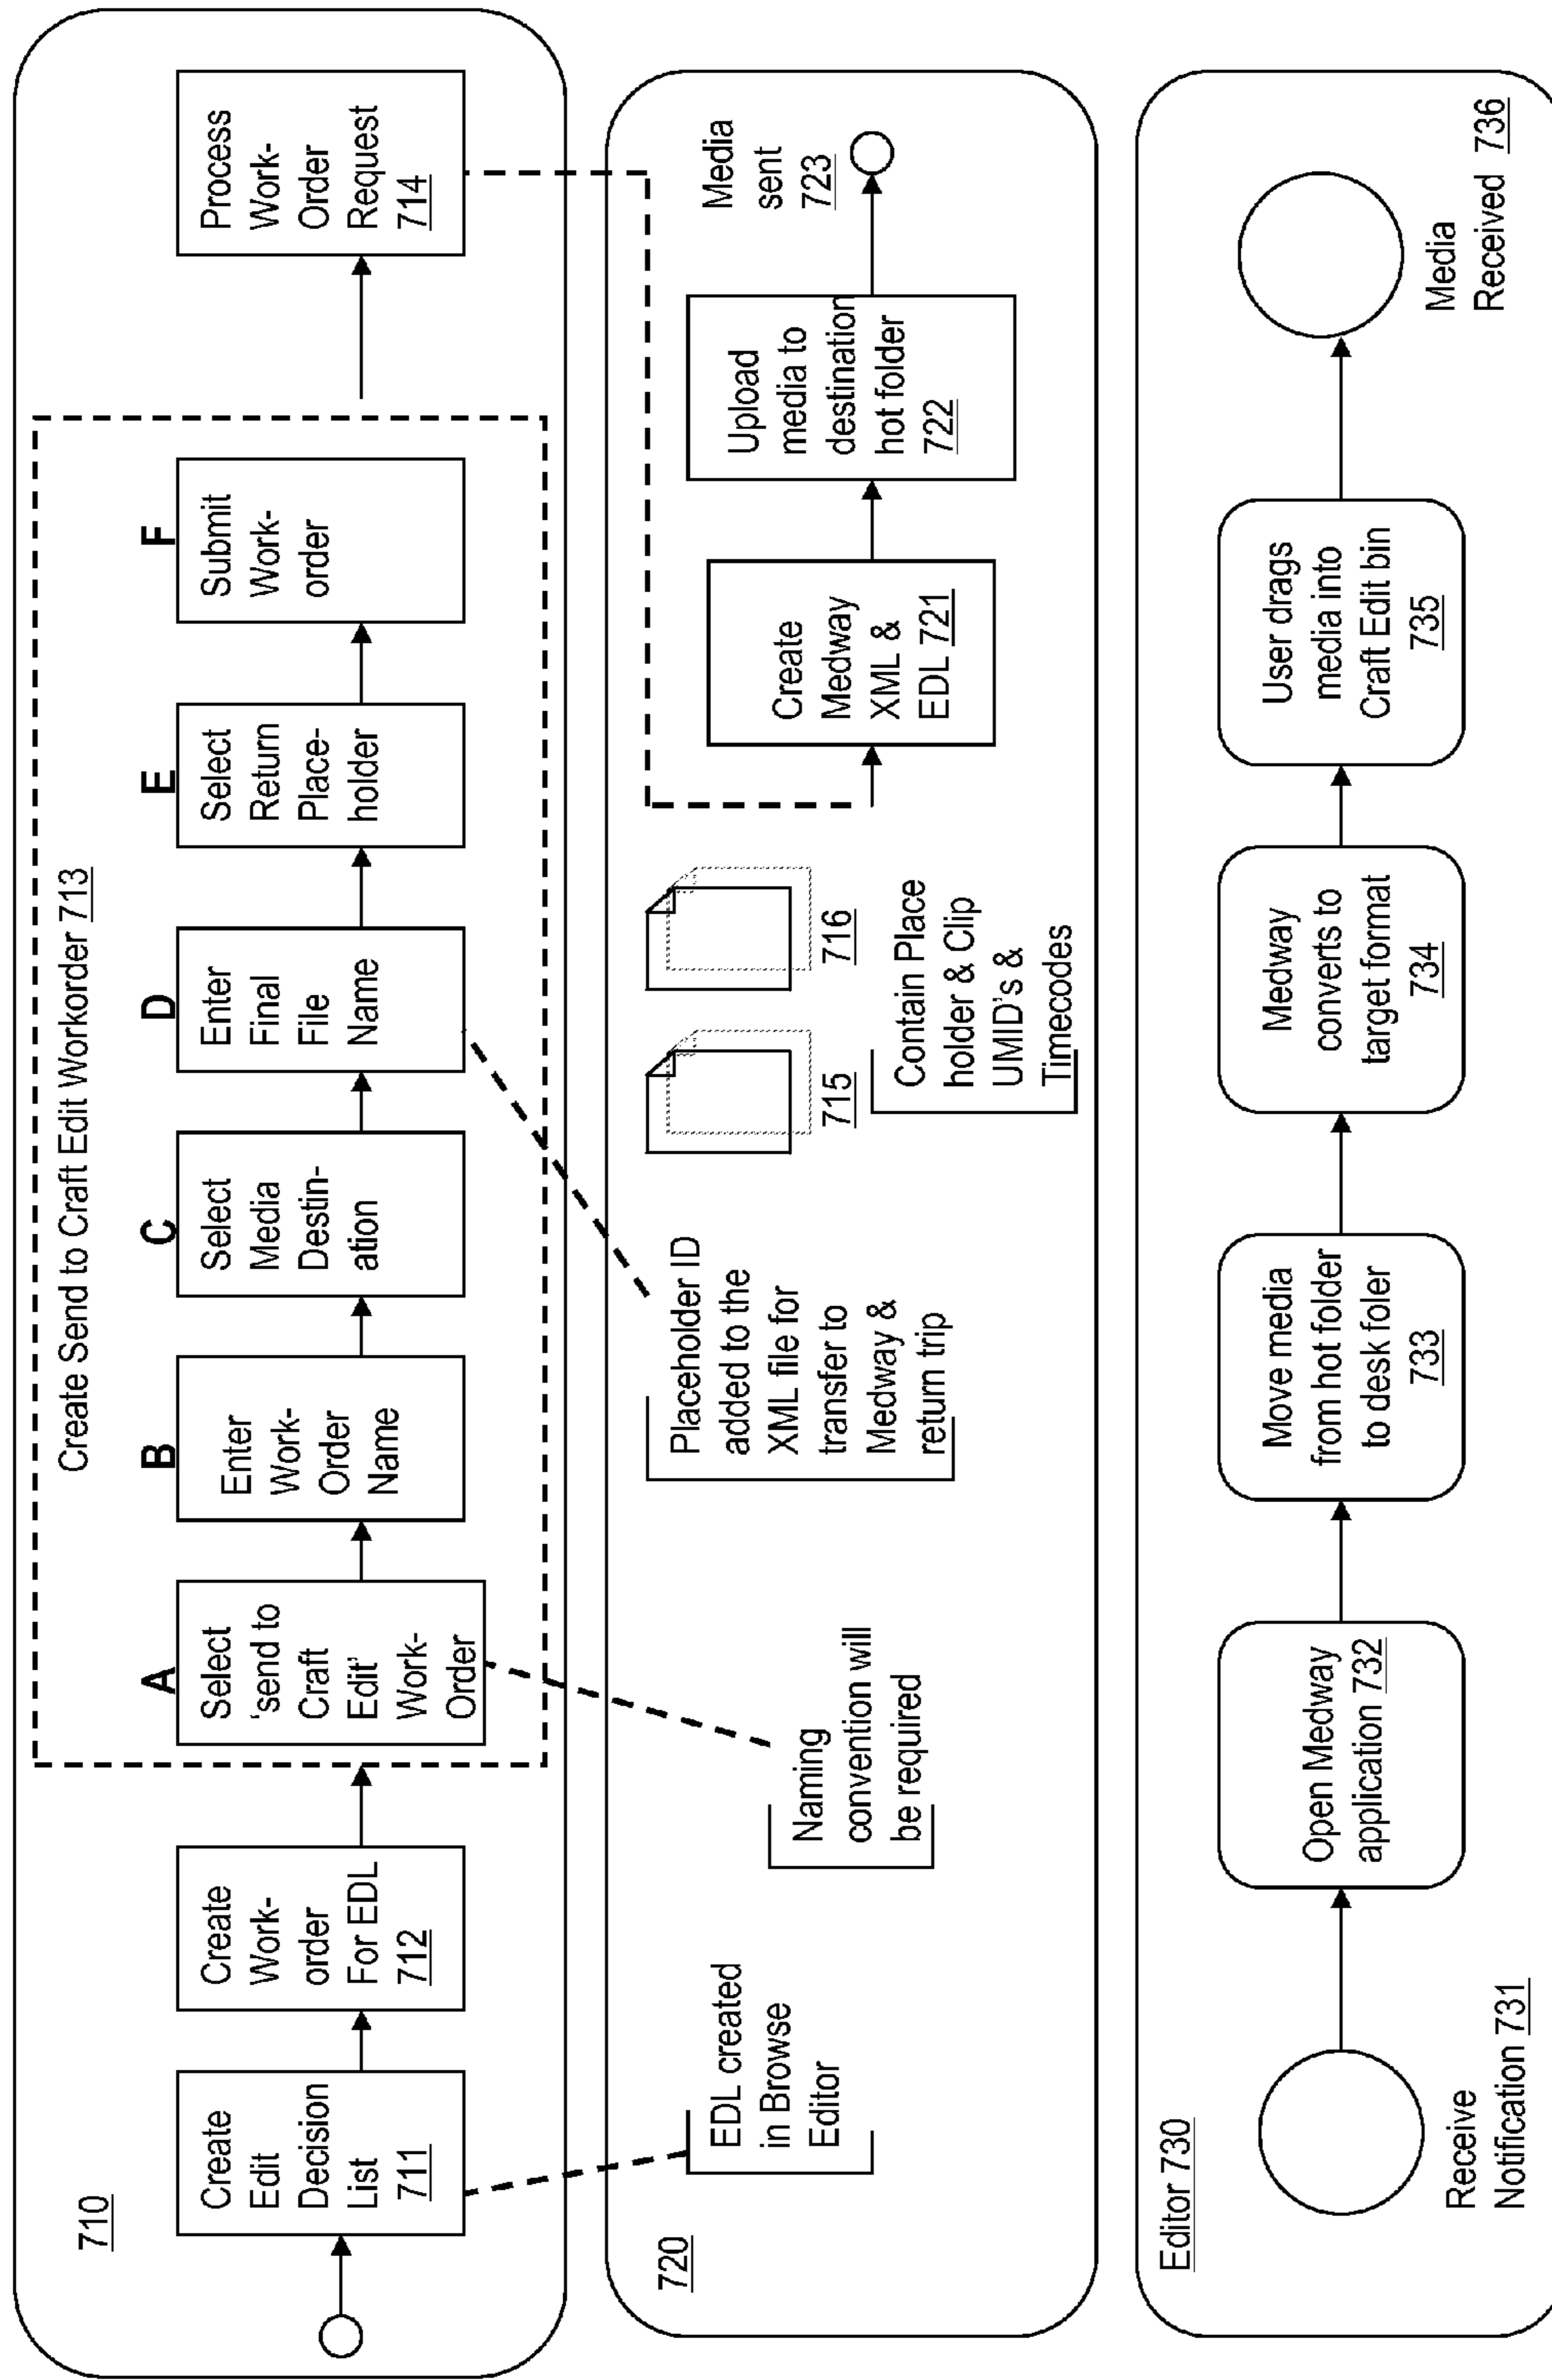 710
Create
Edit
Decision
List
711
Create
Work-
order
For EDL
712
Create Send to Craft Edit Workorder 713
A
Select
'send to
Craft
Edit'
Work-
Order
B
Enter
Work-
Order
Name
C
Select
Media
Destin-
ation
D
Enter
Final
File
Name
E
Select
Return
Place-
holder
F
Submit
Work-
order
Process
Work-
Order
Request
714
720
EDL created
in Browse
Editor
Naming
convention will
be required
Placeholder ID
added to the
XML file for
transfer to
Medway &
return trip
715
716
Contain Place
holder & Clip
UMID's &
Timecodes
Create
Medway
XML &
EDL 721
Upload
media to
destination
hot folder
722
Media
sent
723
Editor 730
Receive
Notification 731
Open Medway
application 732
Move media
from hot folder
to desk foler
733
Medway
converts to
target format
734
User drags
media into
Craft Edit bin
735
Media
Received 736